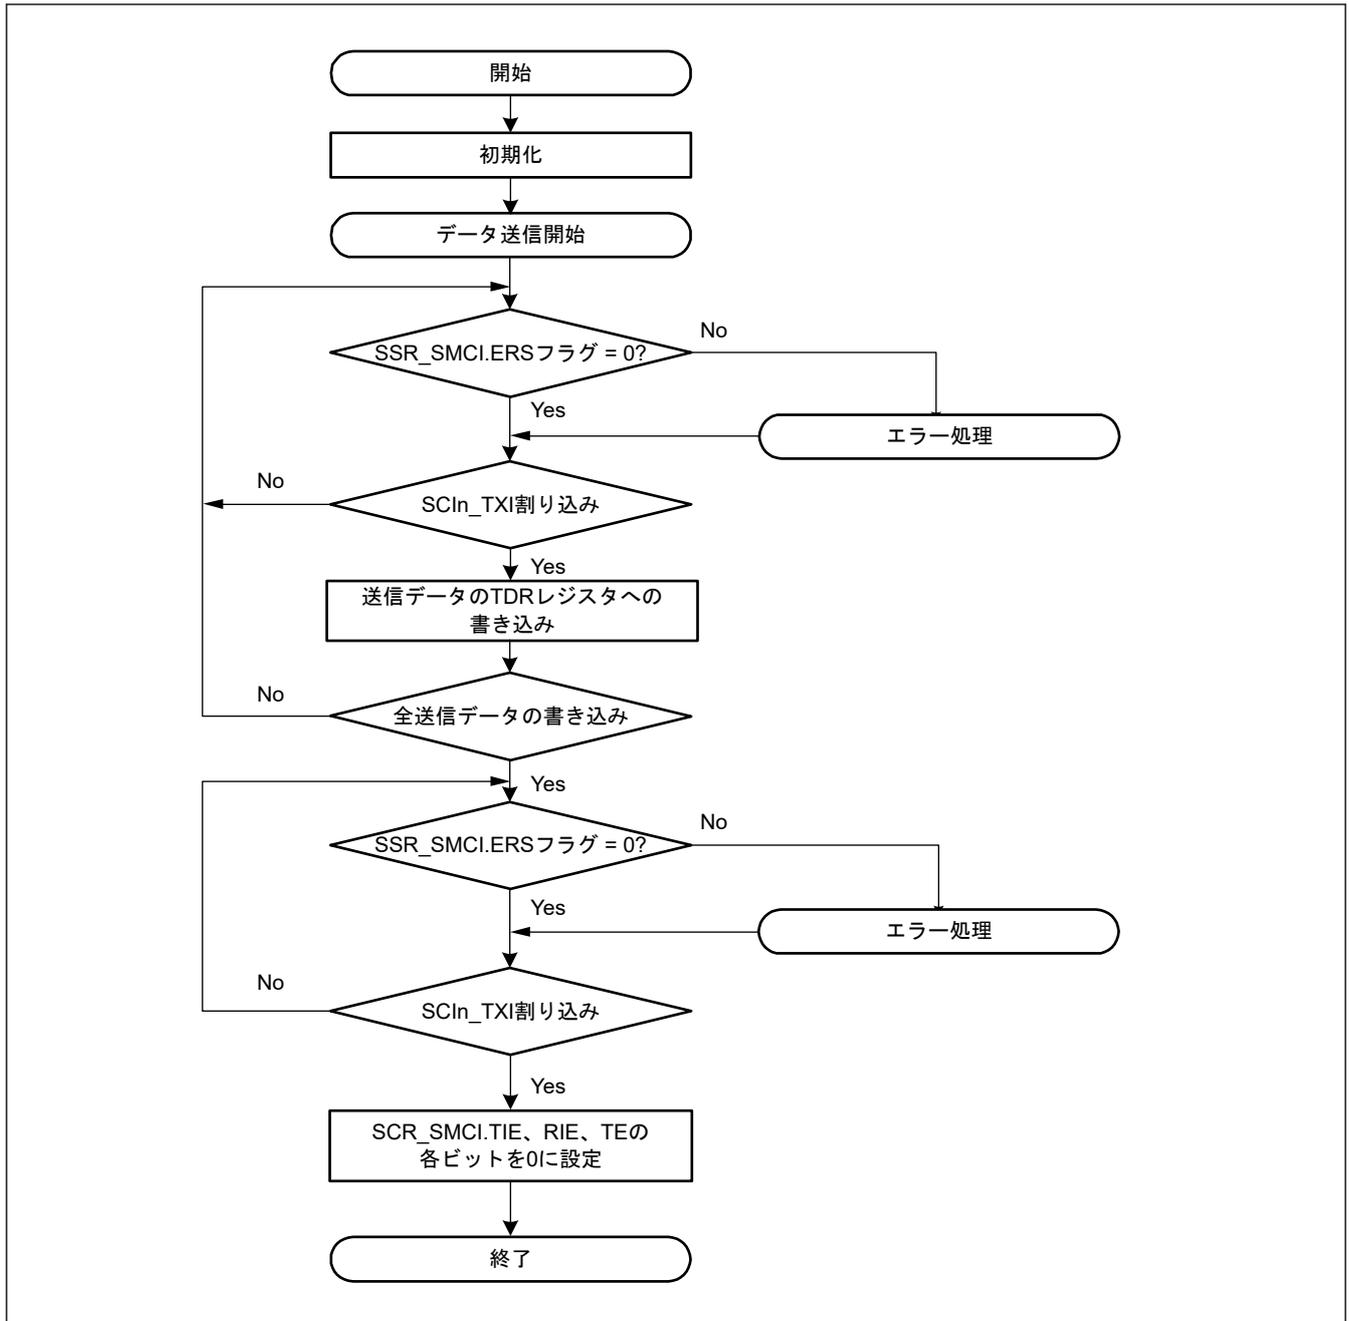 開始
初期化
データ送信開始
SSR_SMCI.ERSフラグ = 0?
No
Yes
エラー処理
No
SCIn_TXI割り込み
Yes
送信データのTDRレジスタへの
書き込み
No
全送信データの書き込み
Yes
SSR_SMCI.ERSフラグ = 0?
No
Yes
エラー処理
No
SCIn_TXI割り込み
Yes
SCR_SMCI.TIE、RIE、TEの
各ビットを0に設定
終了